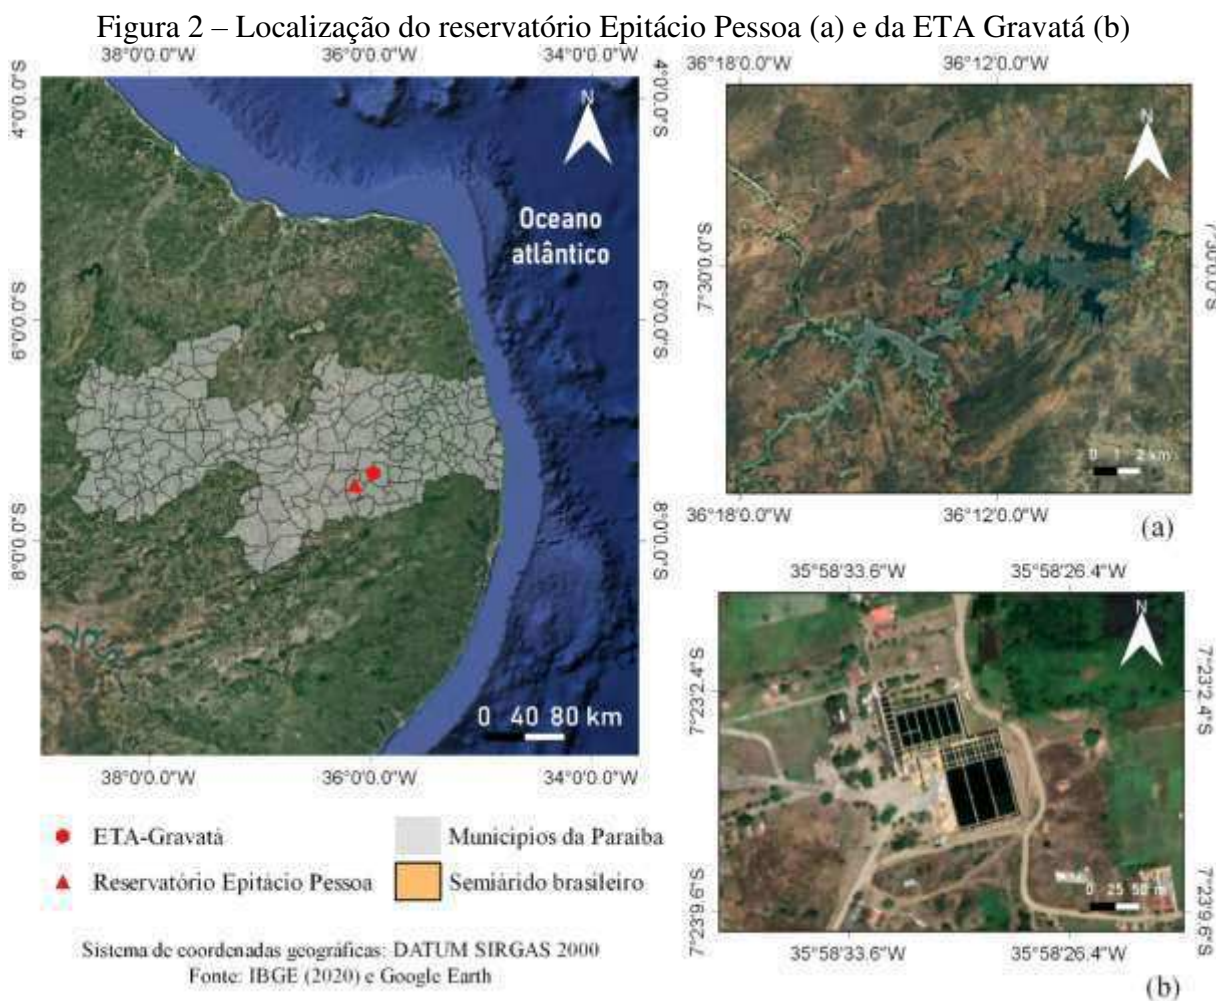 Figura 2 – Localização do reservatório Epitácio Pessoa (a) e da ETA Gravatá (b)
38°0'0.0"W 36°0'0.0"W 34°0'0.0"W
4°0'0.0"S
4°0'0.0"S
N
Oceano
atlântico
6°0'0.0"S
6°0'0.0"S
8°0'0.0"S
8°0'0.0"S
0 40 80 km
38°0'0.0"W 36°0'0.0"W 34°0'0.0"W
ETA-Gravatá
Municípios da Paraíba
Reservatório Epitácio Pessoa
Semiárido brasileiro
Sistema de coordenadas geográficas: DATUM SIRGAS 2000
Fonte: IBGE (2020) e Google Earth
36°18'0.0"W 36°12'0.0"W
N
7°30'0.0"S
7°30'0.0"S
0 1 2 km
36°18'0.0"W 36°12'0.0"W
(a)
35°58'33.6"W 35°58'26.4"W
N
7°23'2.4"S
7°23'2.4"S
0 25 50 m
7°23'9.6"S
7°23'9.6"S
35°58'33.6"W 35°58'26.4"W
(b)